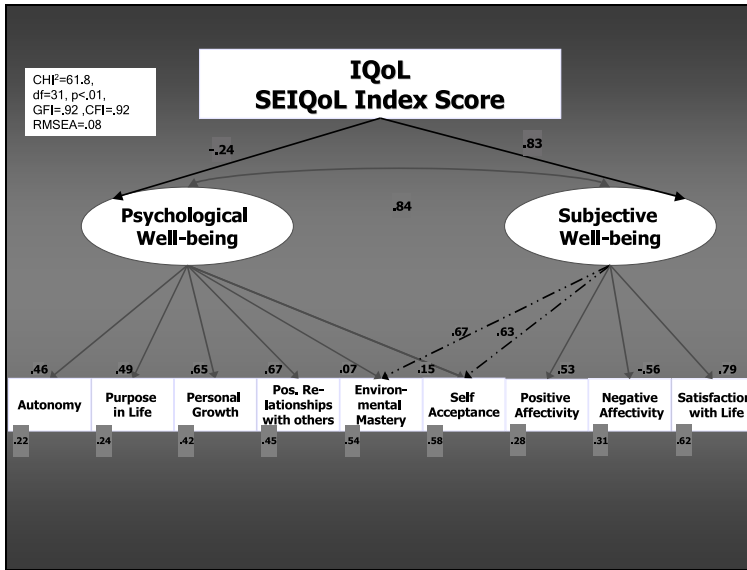 IQoL
SEIQoL Index Score
CHI²=61.8,
df=31, p<.01,
GFI=.92 ,CFI=.92
RMSEA=.08
-.24
.83
.84
Psychological
Well-being
Subjective
Well-being
.67
.63
.46
.49
.65
.67
.07
.15
.53
-.56
.79
Autonomy
Purpose
in Life
Personal
Growth
Pos. Re-
lationships
with others
Environ-
mental
Mastery
Self
Acceptance
Positive
Affectivity
Negative
Affectivity
Satisfaction
with Life
.22
.24
.42
.45
.54
.58
.28
.31
.62